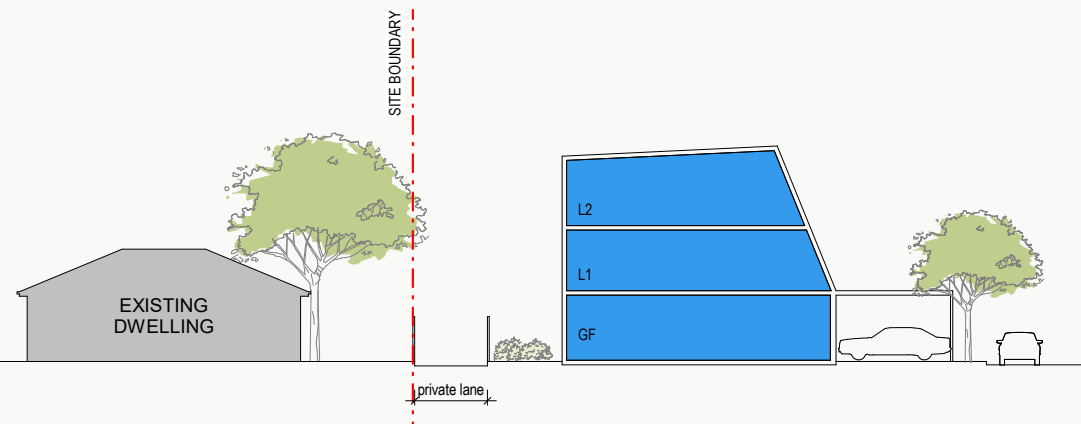 SITE BOUNDARY
L2
L1
EXISTING
DWELLING
GF
private lane